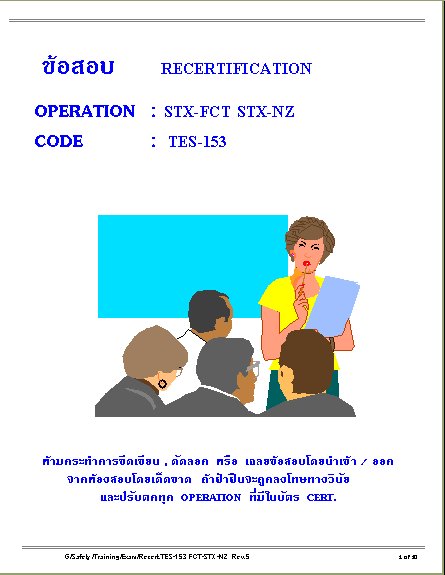 ข้อสอบ RECERTIFICATION
OPERATION : STX-FCT STX-NZ
CODE : TES-153
ห้ามกระทำการขีดเขียน , คัดลอก หรือ เฉลยข้อสอบโดยนำเข้า / ออก
จากห้องสอบโดยเด็ดขาด ถ้าฝ่าฝืนจะถูกลงโทษทางวินัย
และปรับตกทุก OPERATION ที่มีในบัตร CERT.
G/Safety/Training/Exam/Recert.TES-153 FCT-STX-NZ Rev.5
1 of 10